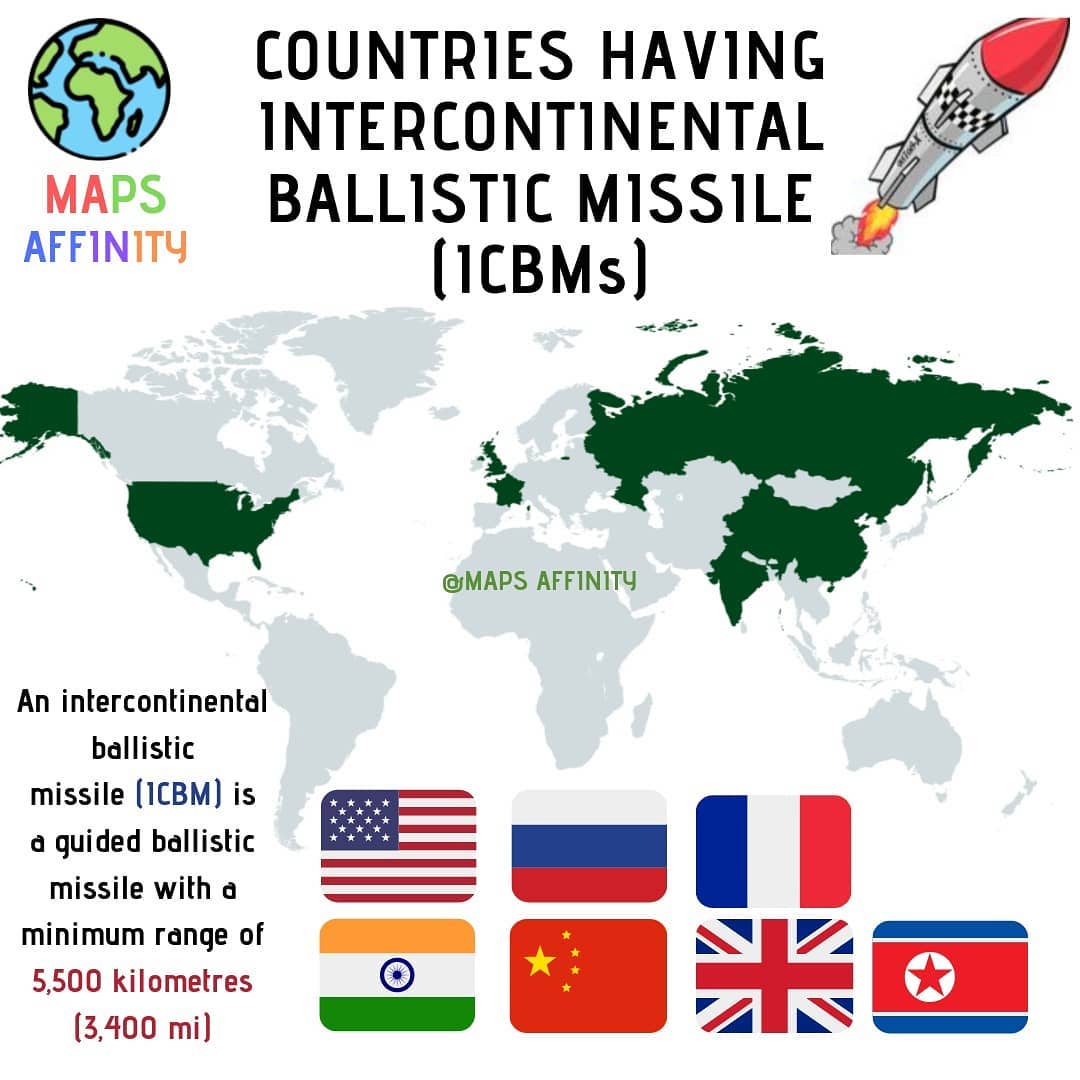 MAPS
AFFINITY
COUNTRIES HAVING
INTERCONTINENTAL
BALLISTIC MISSILE
(ICBMs)
@MAPS AFFINITY
An intercontinental
ballistic
missile (ICBM) is
a guided ballistic
missile with a
minimum range of
5,500 kilometres
(3,400 mi)